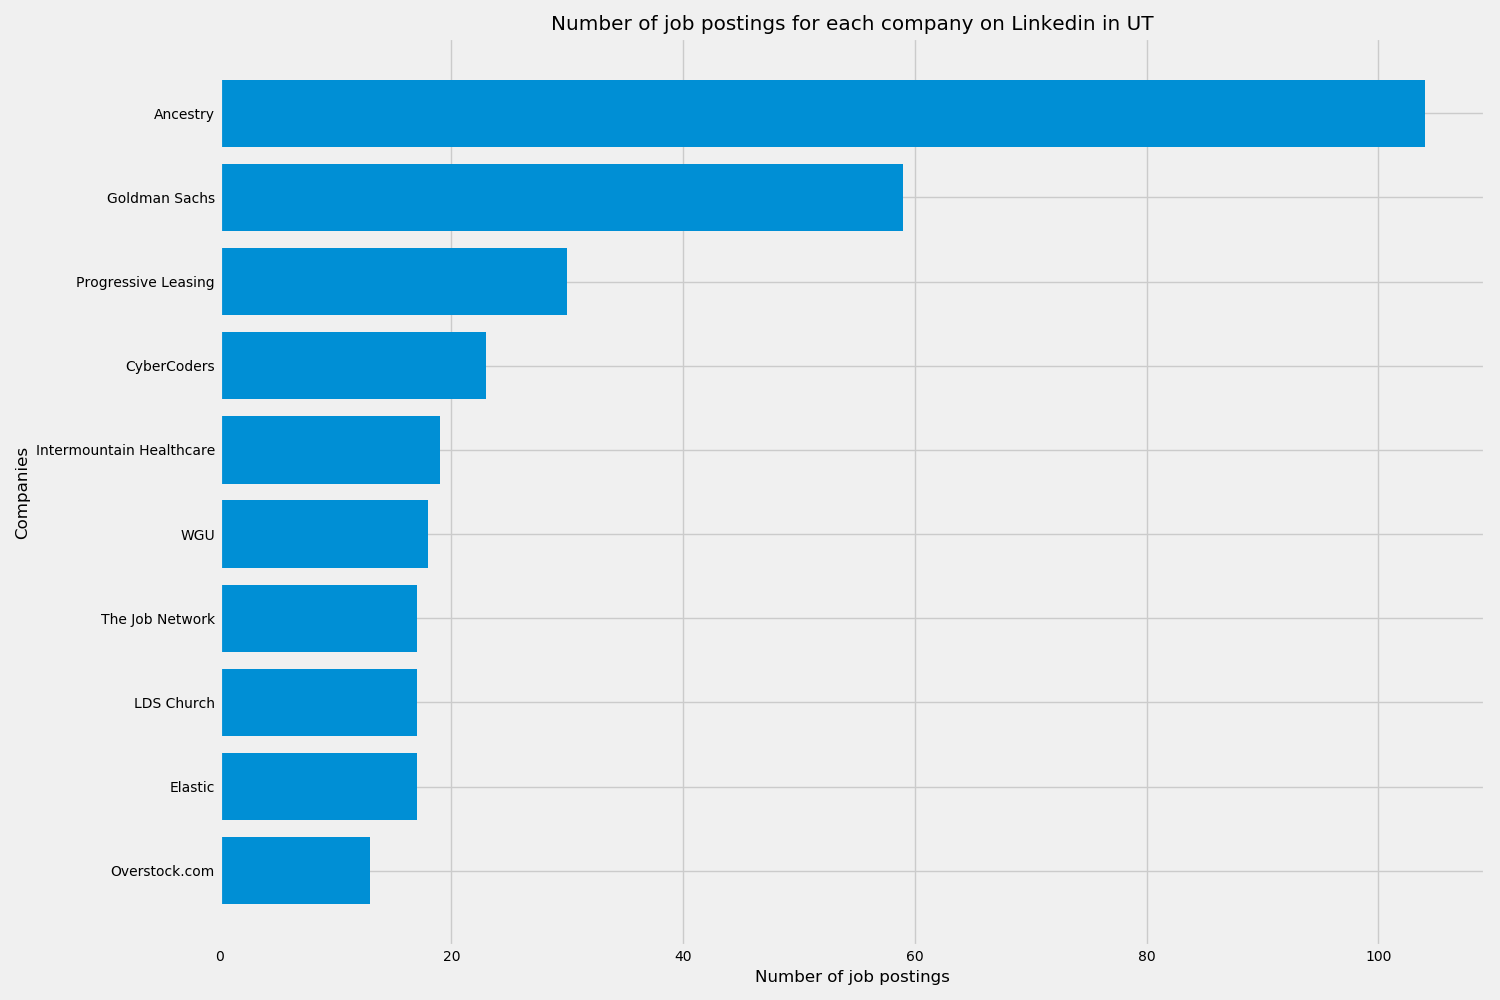 Number of job postings for each company on Linkedin in UT
Ancestry
Goldman Sachs
Progressive Leasing
CyberCoders
Intermountain Healthcare
WGU
The Job Network
LDS Church
Elastic
Overstock.com
Companies
0 20 40 60 80 100
Number of job postings